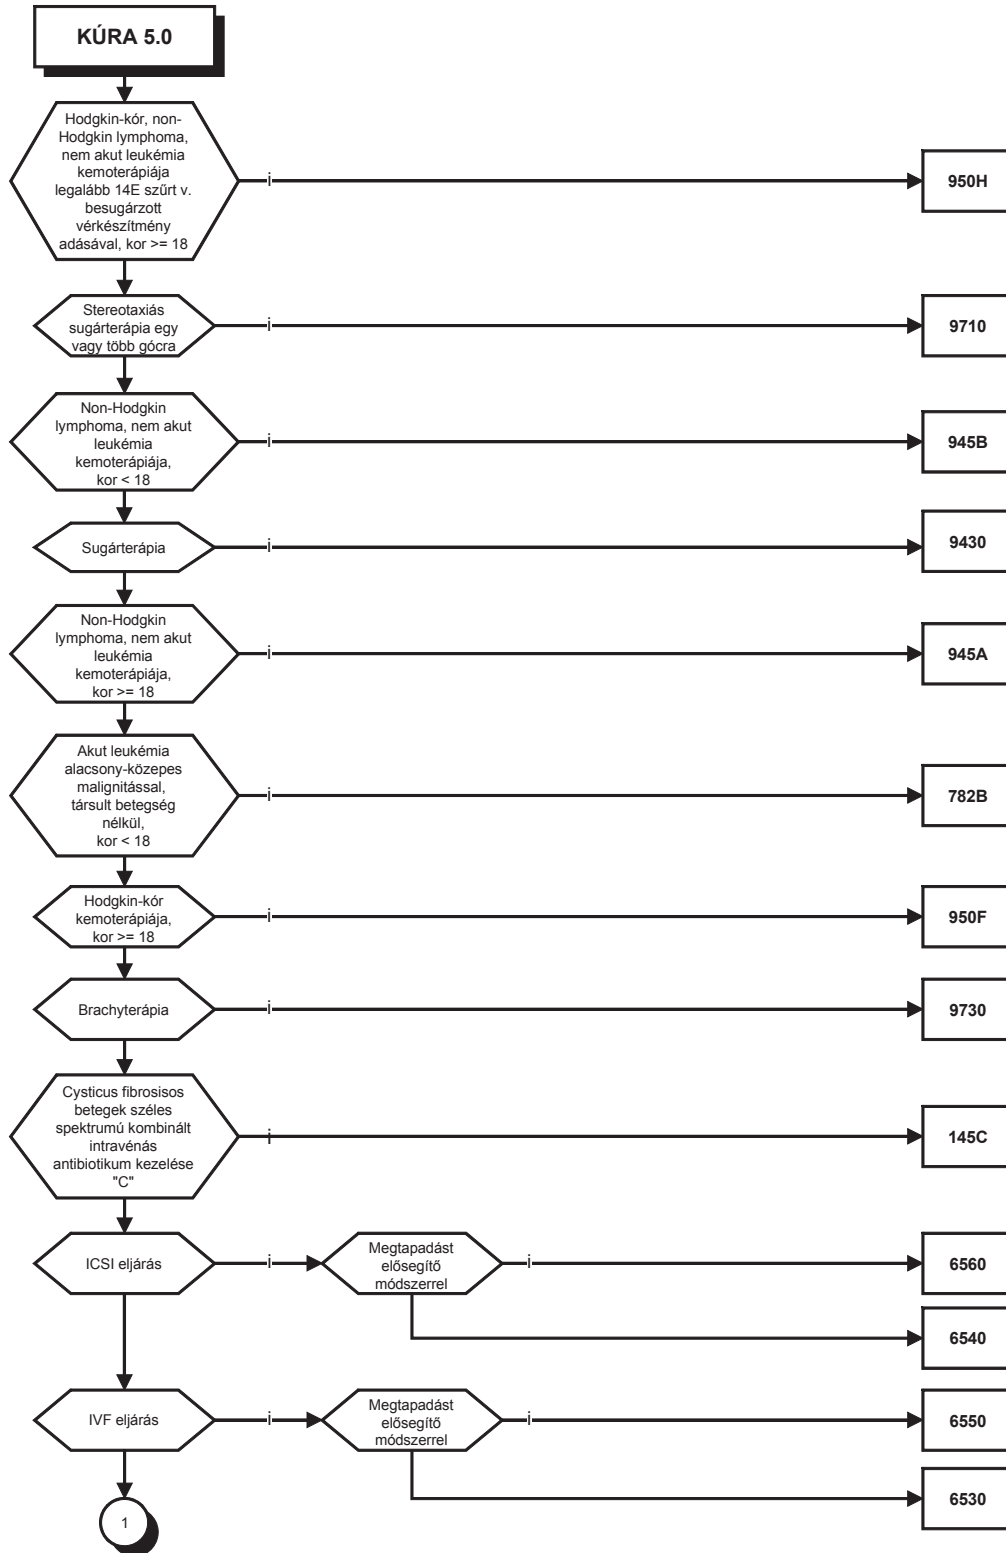 KÚRA 5.0
Hodgkin-kór, non-
Hodgkin lymphoma,
nem akut leukémia
kemoterápiája
legalább 14E szűrt v.
besugárzott
vérkészítmény
adásával, kor >= 18
i
950H
Stereotaxiás
sugárterápia egy
vagy több gócra
i
9710
Non-Hodgkin
lymphoma, nem akut
leukémia
kemoterápiája,
kor < 18
i
945B
Sugárterápia
i
9430
Non-Hodgkin
lymphoma, nem akut
leukémia
kemoterápiája,
kor >= 18
i
945A
Akut leukémia
alacsony-közepes
malignitással,
társult betegség
nélkül,
kor < 18
i
782B
Hodgkin-kór
kemoterápiája,
kor >= 18
i
950F
Brachyterápia
i
9730
Cysticus fibrosisos
betegek széles
spektrumú kombinált
intravénás
antibiotikum kezelése
"C"
i
145C
ICSI eljárás
i
Megtapadást
elősegítő
módszerrel
i
6560
6540
IVF eljárás
i
Megtapadást
elősegítő
módszerrel
i
6550
6530
1